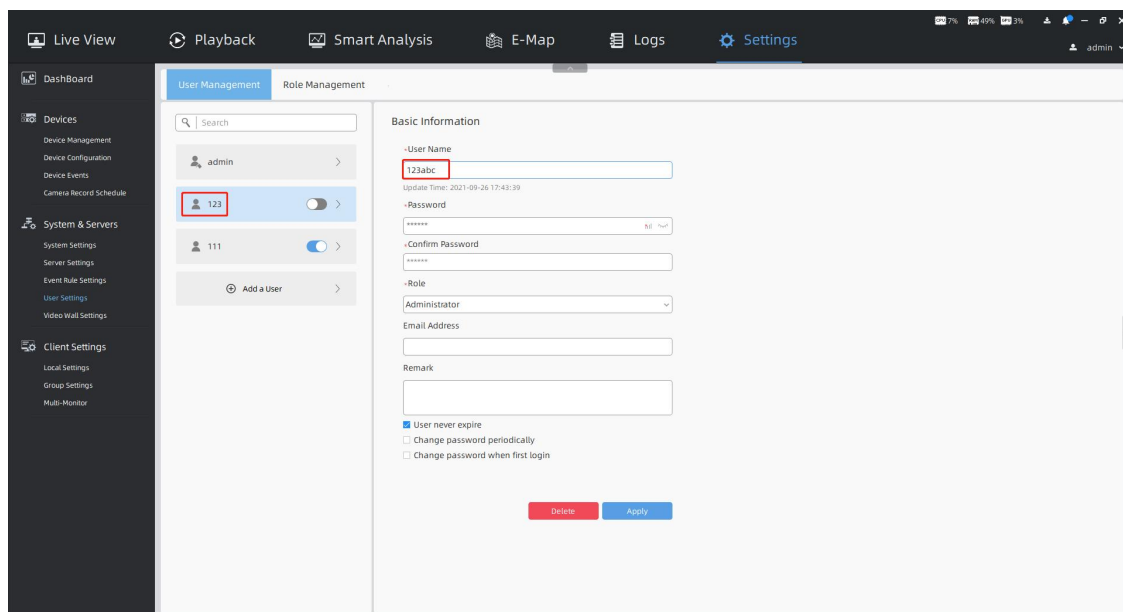 CPU 7% 49% 3%
Live View Playback Smart Analysis E-Map Logs Settings
admin
DashBoard
User Management Role Management
Devices
Device Management
Device Configuration
Device Events
Camera Record Schedule
System & Servers
System Settings
Server Settings
Event Rule Settings
User Settings
Video Wall Settings
Client Settings
Local Settings
Group Settings
Multi-Monitor
Search
admin
123
111
Add a User
Basic Information
*User Name
123abc
Update Time: 2021-09-26 17:43:39
*Password
******
*Confirm Password
******
*Role
Administrator
Email Address
Remark
User never expire
Change password periodically
Change password when first login
Delete Apply